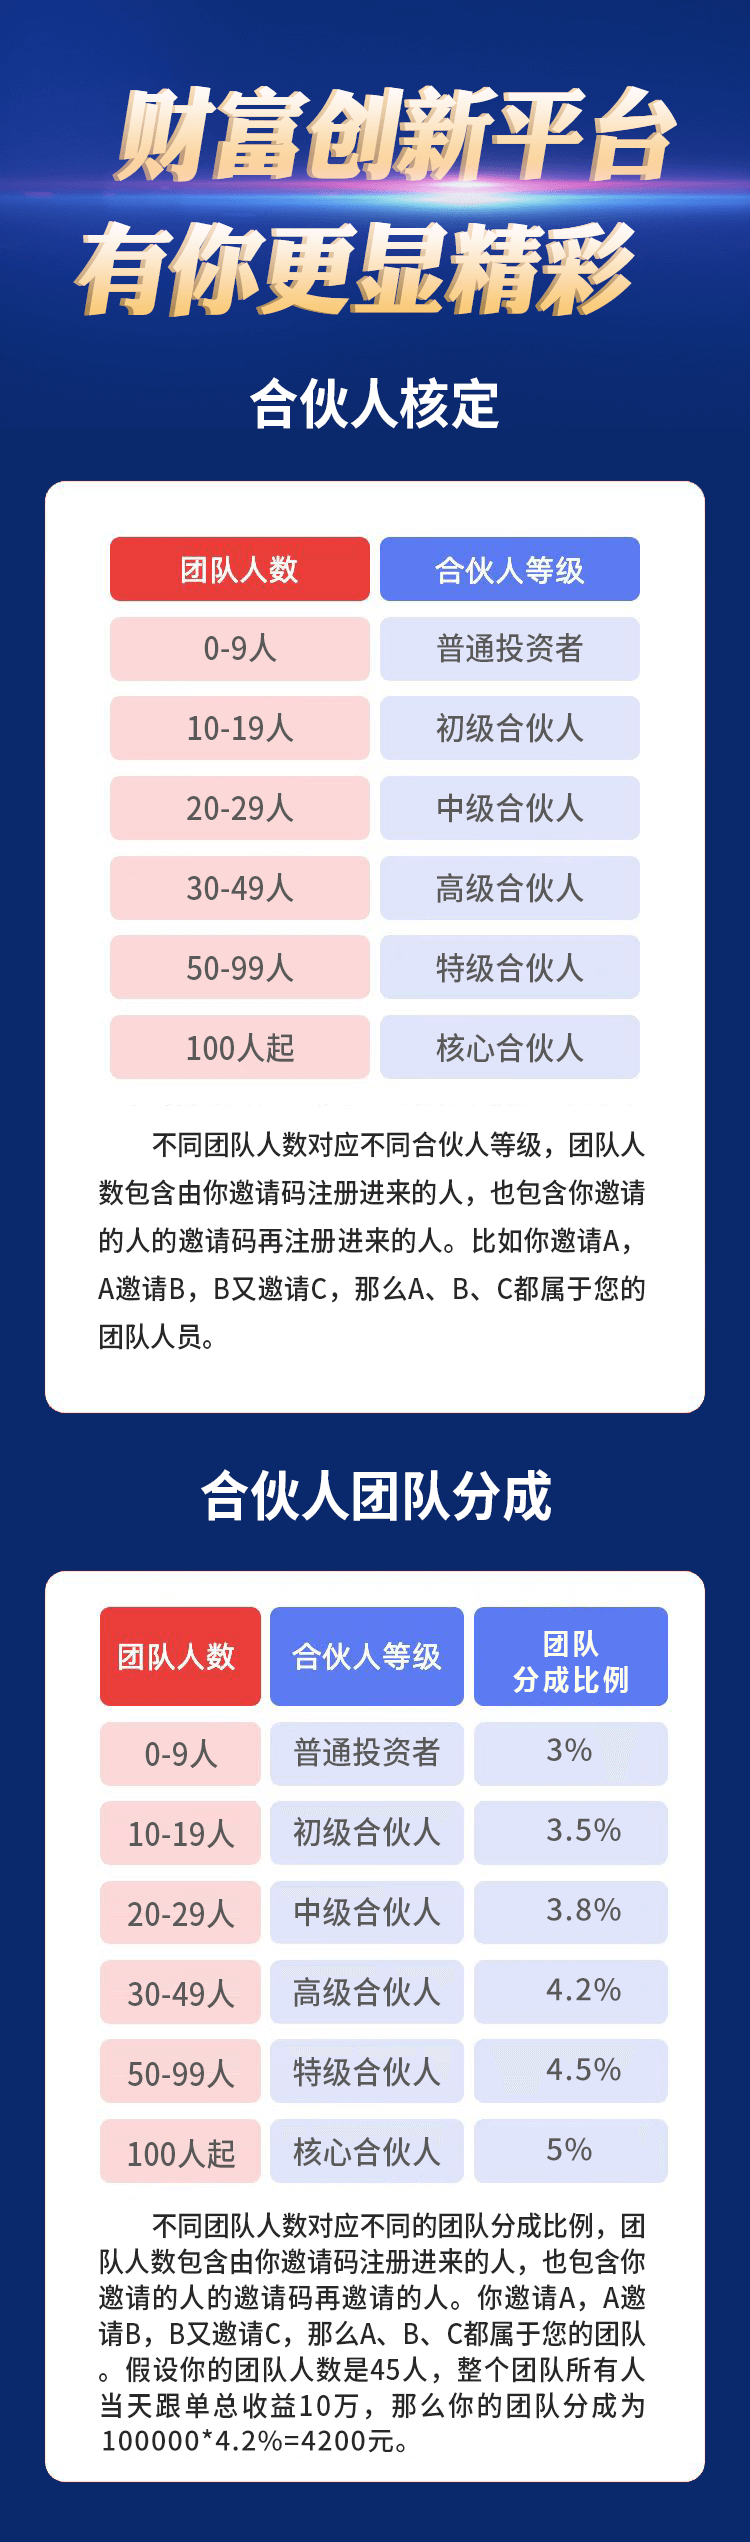 财富创新平台
有你更显精彩
合伙人核定
团队人数 合伙人等级
0-9人 普通投资者
10-19人 初级合伙人
20-29人 中级合伙人
30-49人 高级合伙人
50-99人 特级合伙人
100人起 核心合伙人
不同团队人数对应不同合伙人等级，团队人
数包含由你邀请码注册进来的人，也包含你邀请
的人的邀请码再注册进来的人。比如你邀请A，
A邀请B，B又邀请C，那么A、B、C都属于您的
团队人员。
合伙人团队分成
团队人数 合伙人等级 团队
分成比例
0-9人 普通投资者 3%
10-19人 初级合伙人 3.5%
20-29人 中级合伙人 3.8%
30-49人 高级合伙人 4.2%
50-99人 特级合伙人 4.5%
100人起 核心合伙人 5%
不同团队人数对应不同的团队分成比例，团
队人数包含由你邀请码注册进来的人，也包含你
邀请的人的邀请码再邀请的人。你邀请A，A邀
请B，B又邀请C，那么A、B、C都属于您的团队
。假设你的团队人数是45人，整个团队所有人
当天跟单总收益10万，那么你的团队分成为
100000*4.2%=4200元。